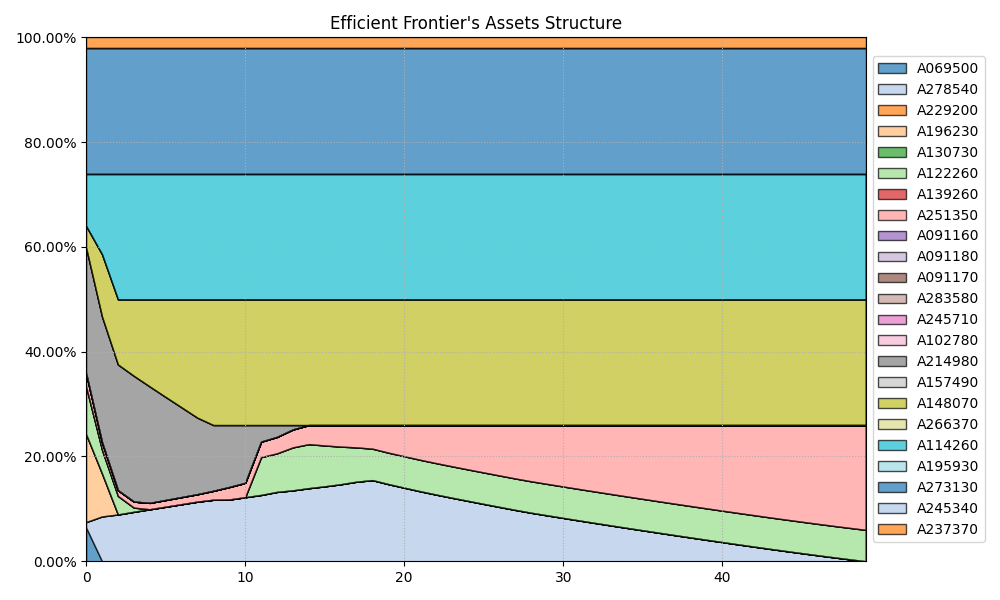 Efficient Frontier's Assets Structure
100.00%
80.00%
60.00%
40.00%
20.00%
0.00%
0
10
20
30
40
A069500
A278540
A229200
A196230
A130730
A122260
A139260
A251350
A091160
A091180
A091170
A283580
A245710
A102780
A214980
A157490
A148070
A266370
A114260
A195930
A273130
A245340
A237370